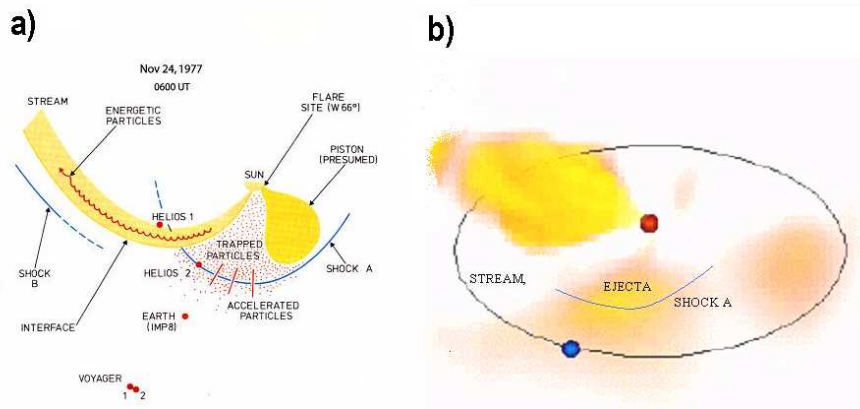 a)
Nov 24, 1977
0600 UT
STREAM
ENERGETIC
PARTICLES
FLARE
SITE (W 66°)
PISTON
(PRESUMED)
SUN
HELIOS 1
TRAPPED
PARTICLES
HELIOS 2
SHOCK A
SHOCK
B
ACCELERATED
PARTICLES
INTERFACE
EARTH
(IMP8)
VOYAGER
1 2
b)
STREAM,
EJECTA
SHOCK A